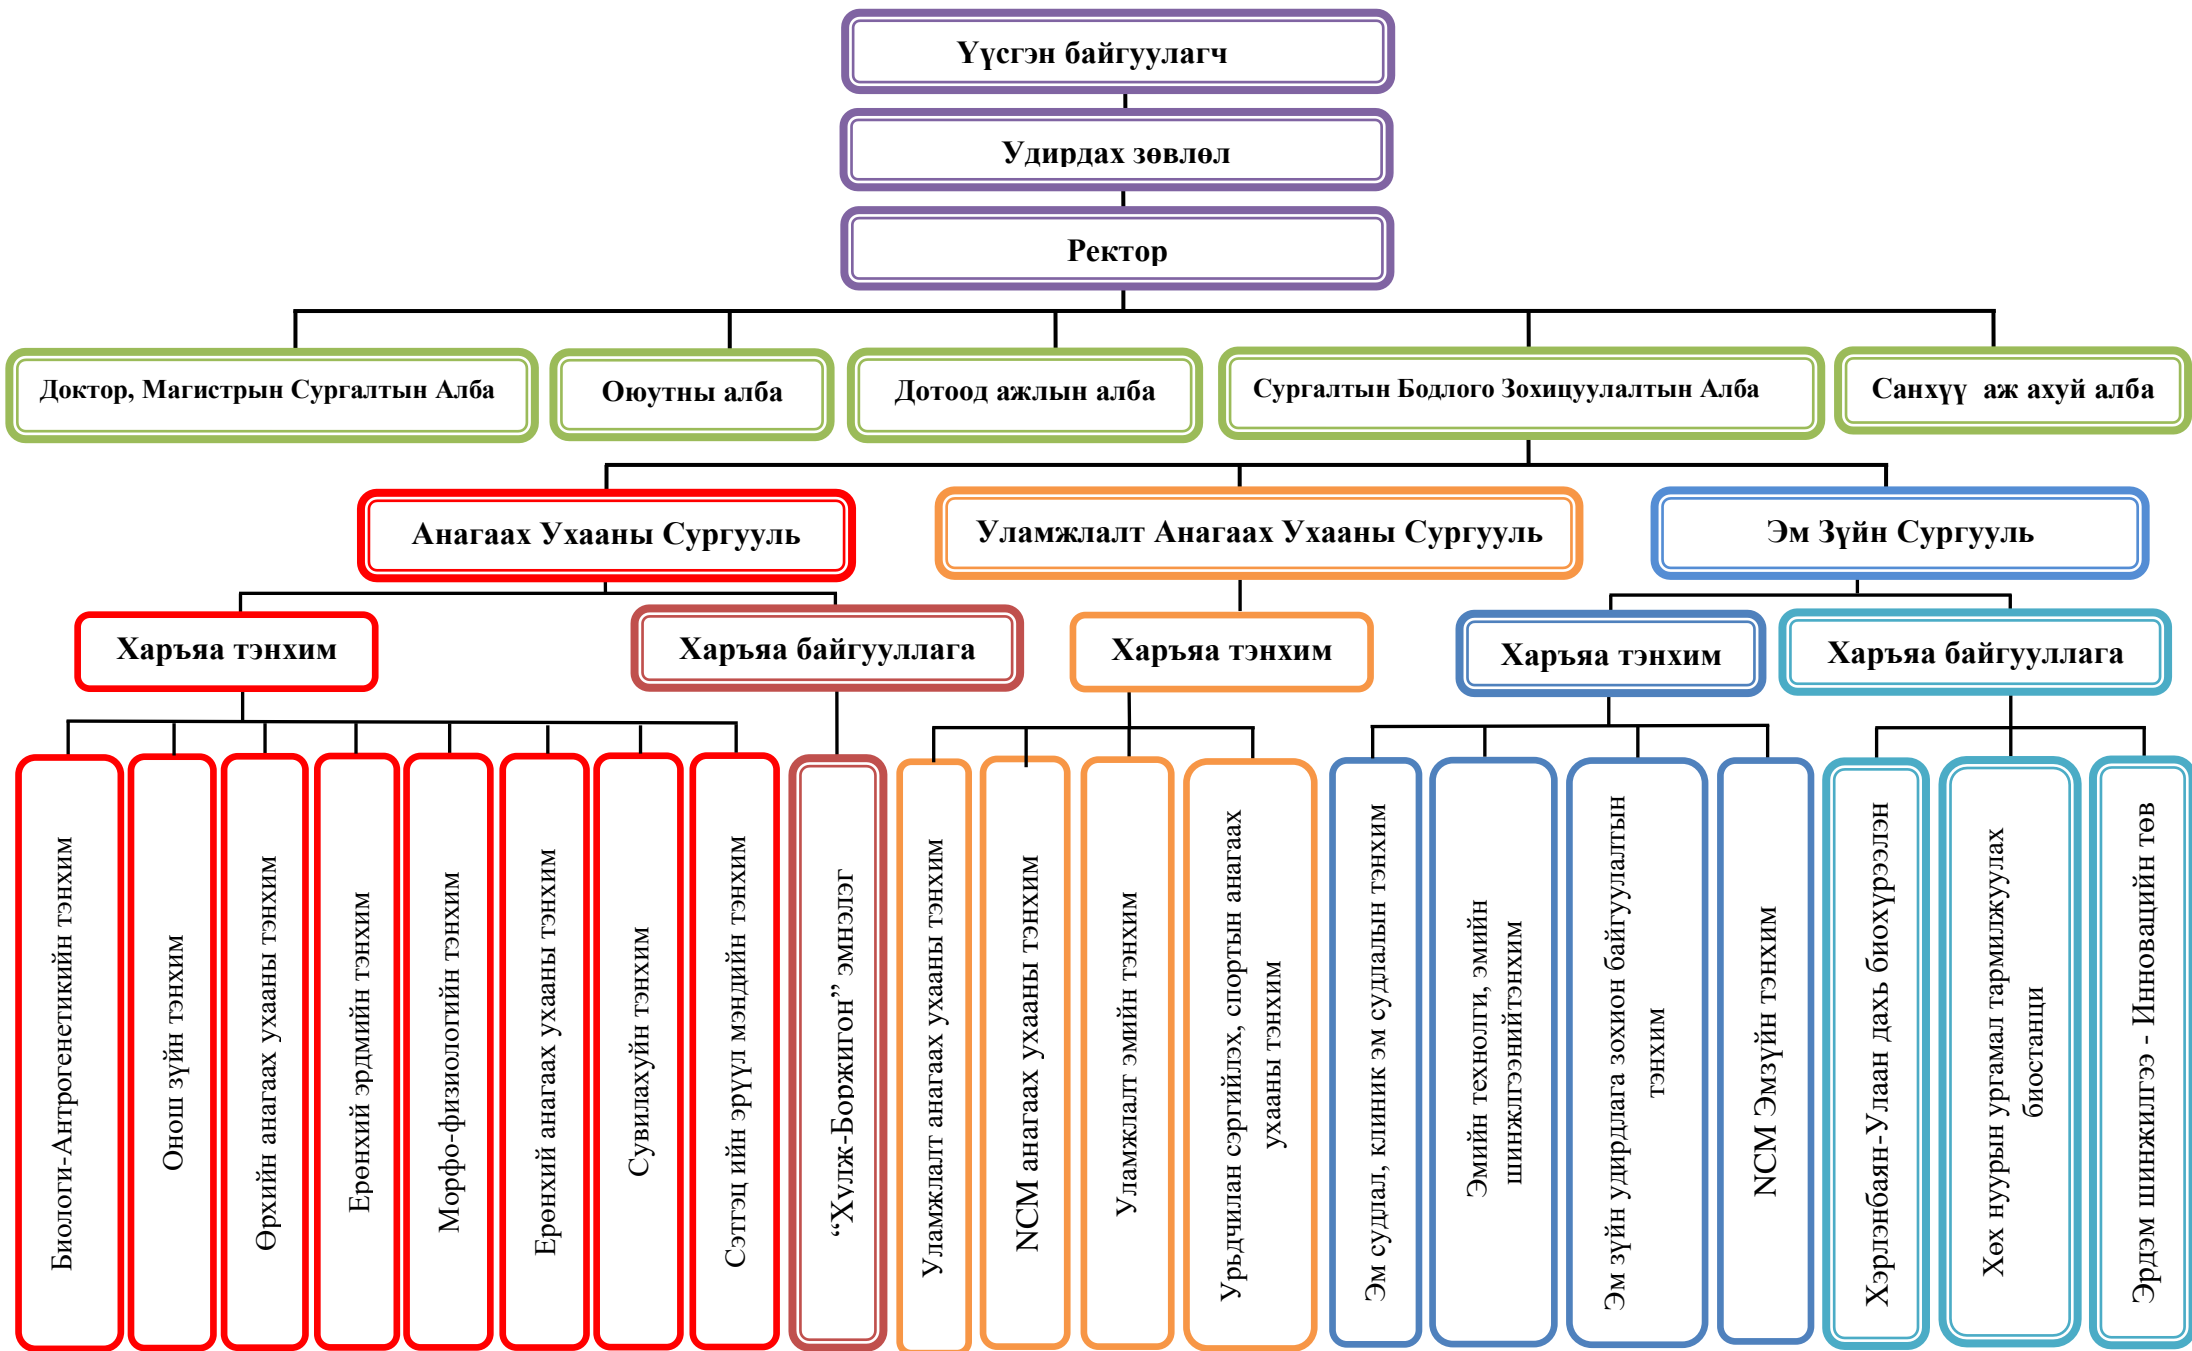 Үүсгэн байгуулагч
Удирдах зөвлөл
Ректор
Доктор, Магистрын Сургалтын Алба
Оюутны алба
Дотоод ажлын алба
Сургалтын Бодлого Зохицуулалтын Алба
Санхүү аж ахуй алба
Анагаах Ухааны Сургууль
Уламжлалт Анагаах Ухааны Сургууль
Эм Зүйн Сургууль
Харъяа тэнхим
Харъяа байгууллага
Харъяа тэнхим
Харъяа тэнхим
Харъяа байгууллага
Биологи-Антрогенетикийн тэнхим
Онош зүйн тэнхим
Өрхийн анагаах ухааны тэнхим
Ерөнхий эрдмийн тэнхим
Морфо-физиологийн тэнхим
Ерөнхий анагаах ухааны тэнхим
Сувилахуйн тэнхим
Сэтгэц ийн эрүүл мэндийн тэнхим
“Хүлж-Боржигон” эмнэлэг
Уламжлалт анагаах ухааны тэнхим
NCM анагаах ухааны тэнхим
Уламжлалт эмийн тэнхим
Урьдчилан сэргийлэх, спортын анагаах
ухааны тэнхим
Эм судлал, клиник эм судлалын тэнхим
Эмийн технолги, эмийн
шинжлгээнийтэнхим
Эм зүйн удирдлага зохион байгуулалтын
тэнхим
NCM Эмзүйн тэнхим
Хэрлэнбаян-Улаан дахь биохүрээлэн
Хөх нуурын ургамал тармилжуулах
биостанци
Эрдэм шинжилгээ - Инновацийн төв